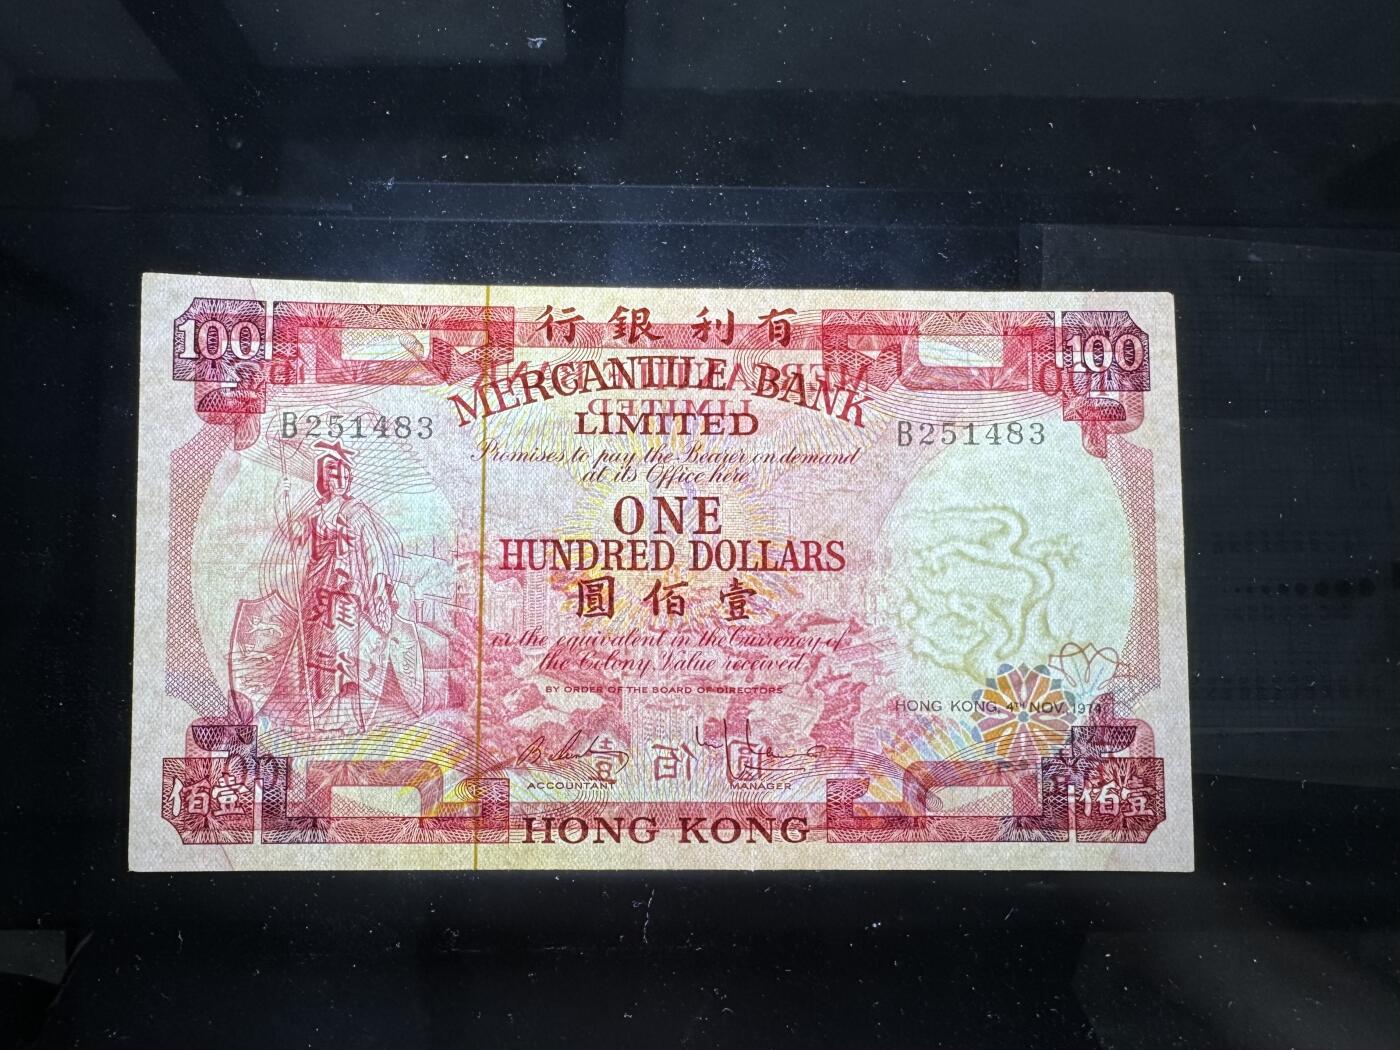 有利銀行
100
100
MERCANTILE BANK
LIMITED
B251483
B251483
Promises to pay the Bearer on demand
at its Office here
ONE
HUNDRED DOLLARS
壹佰圓
or the equivalent in the Currency of
the Colony Value received
BY ORDER OF THE BOARD OF DIRECTORS
HONG KONG, 4TH NOV. 1974
ACCOUNTANT
MANAGER
佰壹
佰壹
HONG KONG